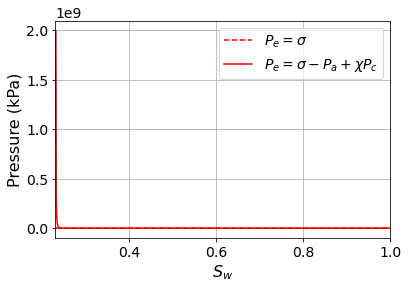 1e9
2.0
1.5
1.0
0.5
0.0
Pressure (kPa)
P_e = σ
P_e = σ − P_a + χP_c
0.4 0.6 0.8 1.0
S_w